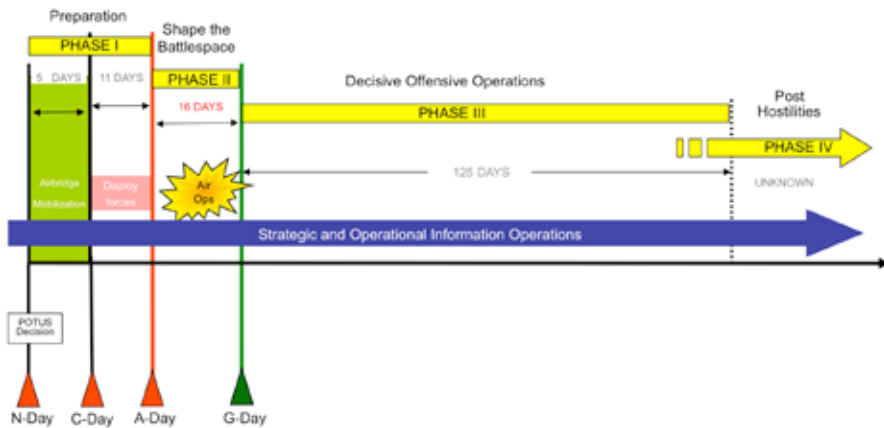 Preparation
Shape the
Battlespace
PHASE I
5 DAYS
11 DAYS
PHASE II
16 DAYS
Decisive Offensive Operations
PHASE III
125 DAYS
Post
Hostilities
PHASE IV
UNKNOWN
Airbridge
Mobilization
Deploy
forces
Air
Ops
Strategic and Operational Information Operations
POTUS
Decision
N-Day
C-Day
A-Day
G-Day